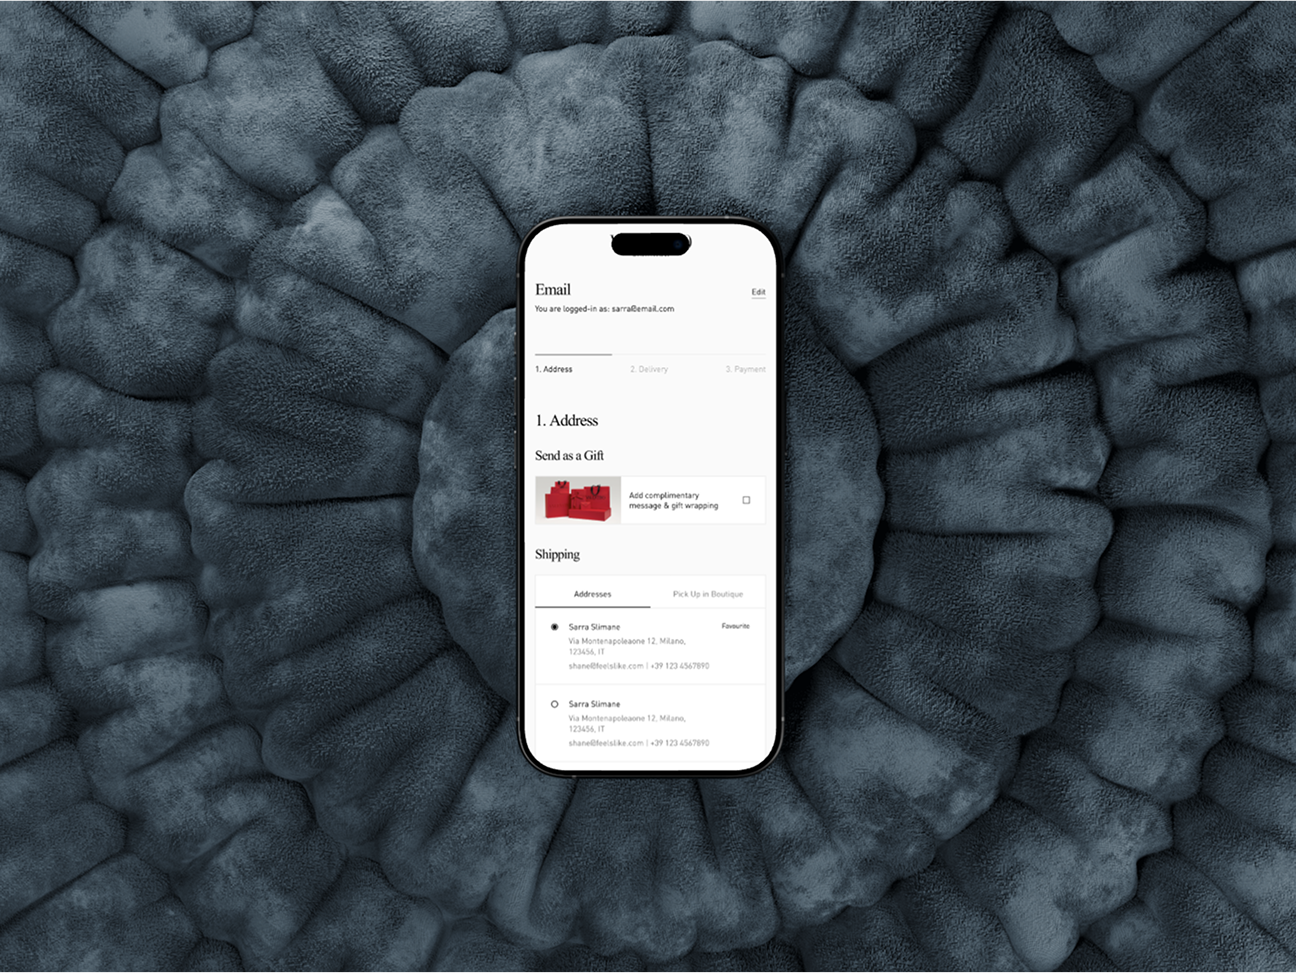 Email
Edit
You are logged-in as: sarra@email.com
1. Address
2. Delivery
3. Payment
1. Address
Send as a Gift
Add complimentary
message & gift wrapping
Shipping
Addresses
Pick Up in Boutique
Sarra Slimane
Favourite
Via Montenapoleaone 12, Milano,
123456, IT
shane@feelslike.com | +39 123 4567890
Sarra Slimane
Via Montenapoleaone 12, Milano,
123456, IT
shane@feelslike.com | +39 123 4567890